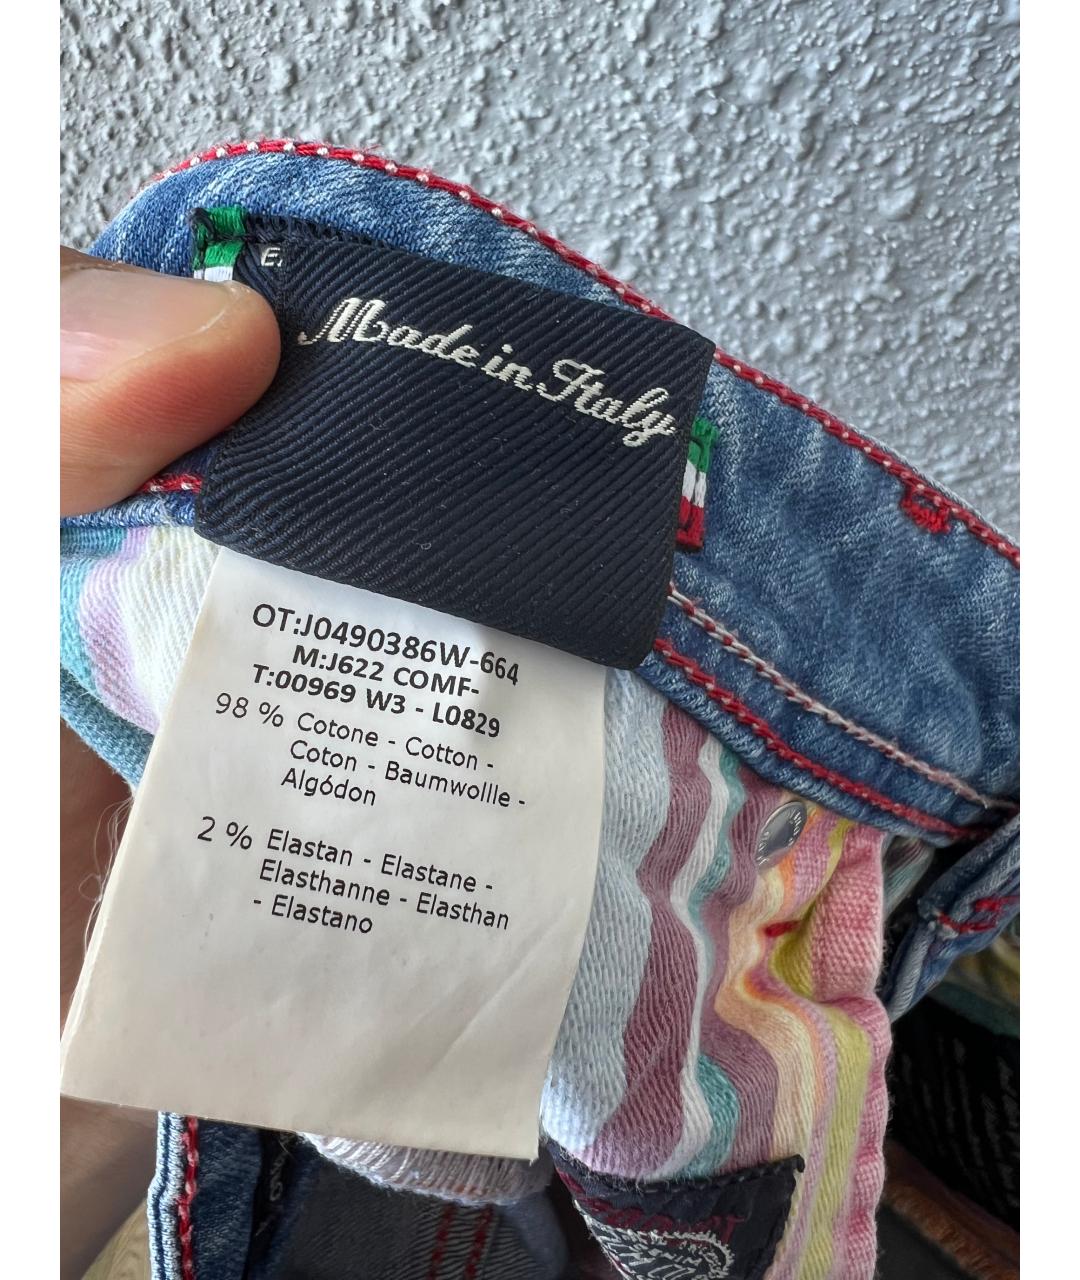 Made in Italy
OT:J0490386W-664
M:J622 COMF-
T:00969 W3 - L0829
98 % Cotone - Cotton -
Coton - Baumwollle -
Algódon
2 % Elastan - Elastane -
Elasthanne - Elasthan
- Elastano